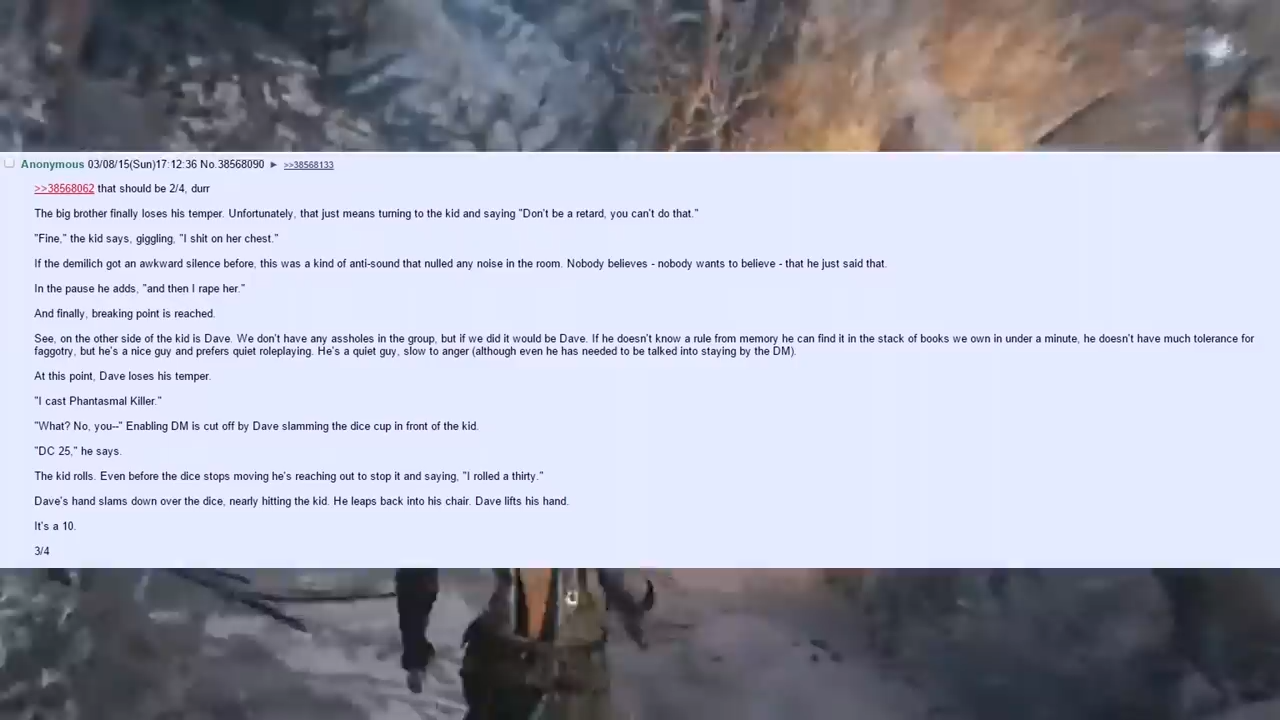 Anonymous 03/08/15(Sun)17:12:36 No.38568090 ► >>38568133
>>38568062 that should be 2/4, durr
The big brother finally loses his temper. Unfortunately, that just means turning to the kid and saying "Don't be a retard, you can't do that."
"Fine," the kid says, giggling, "I shit on her chest."
If the demilich got an awkward silence before, this was a kind of anti-sound that nulled any noise in the room. Nobody believes - nobody wants to believe - that he just said that.
In the pause he adds, "and then I rape her."
And finally, breaking point is reached.
See, on the other side of the kid is Dave. We don't have any assholes in the group, but if we did it would be Dave. If he doesn't know a rule from memory he can find it in the stack of books we own in under a minute, he doesn't have much tolerance for
faggotry, but he's a nice guy and prefers quiet roleplaying. He's a quiet guy, slow to anger (although even he has needed to be talked into staying by the DM).
At this point, Dave loses his temper.
"I cast Phantasmal Killer."
"What? No, you--" Enabling DM is cut off by Dave slamming the dice cup in front of the kid.
"DC 25," he says.
The kid rolls. Even before the dice stops moving he's reaching out to stop it and saying, "I rolled a thirty."
Dave's hand slams down over the dice, nearly hitting the kid. He leaps back into his chair. Dave lifts his hand.
It's a 10.
3/4